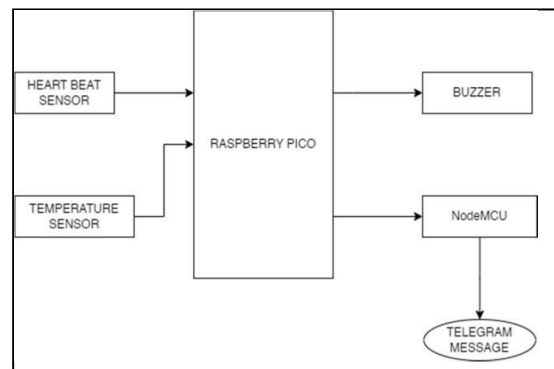 HEART BEAT
SENSOR
BUZZER
RASPBERRY PICO
TEMPERATURE
SENSOR
NodeMCU
TELEGRAM
MESSAGE